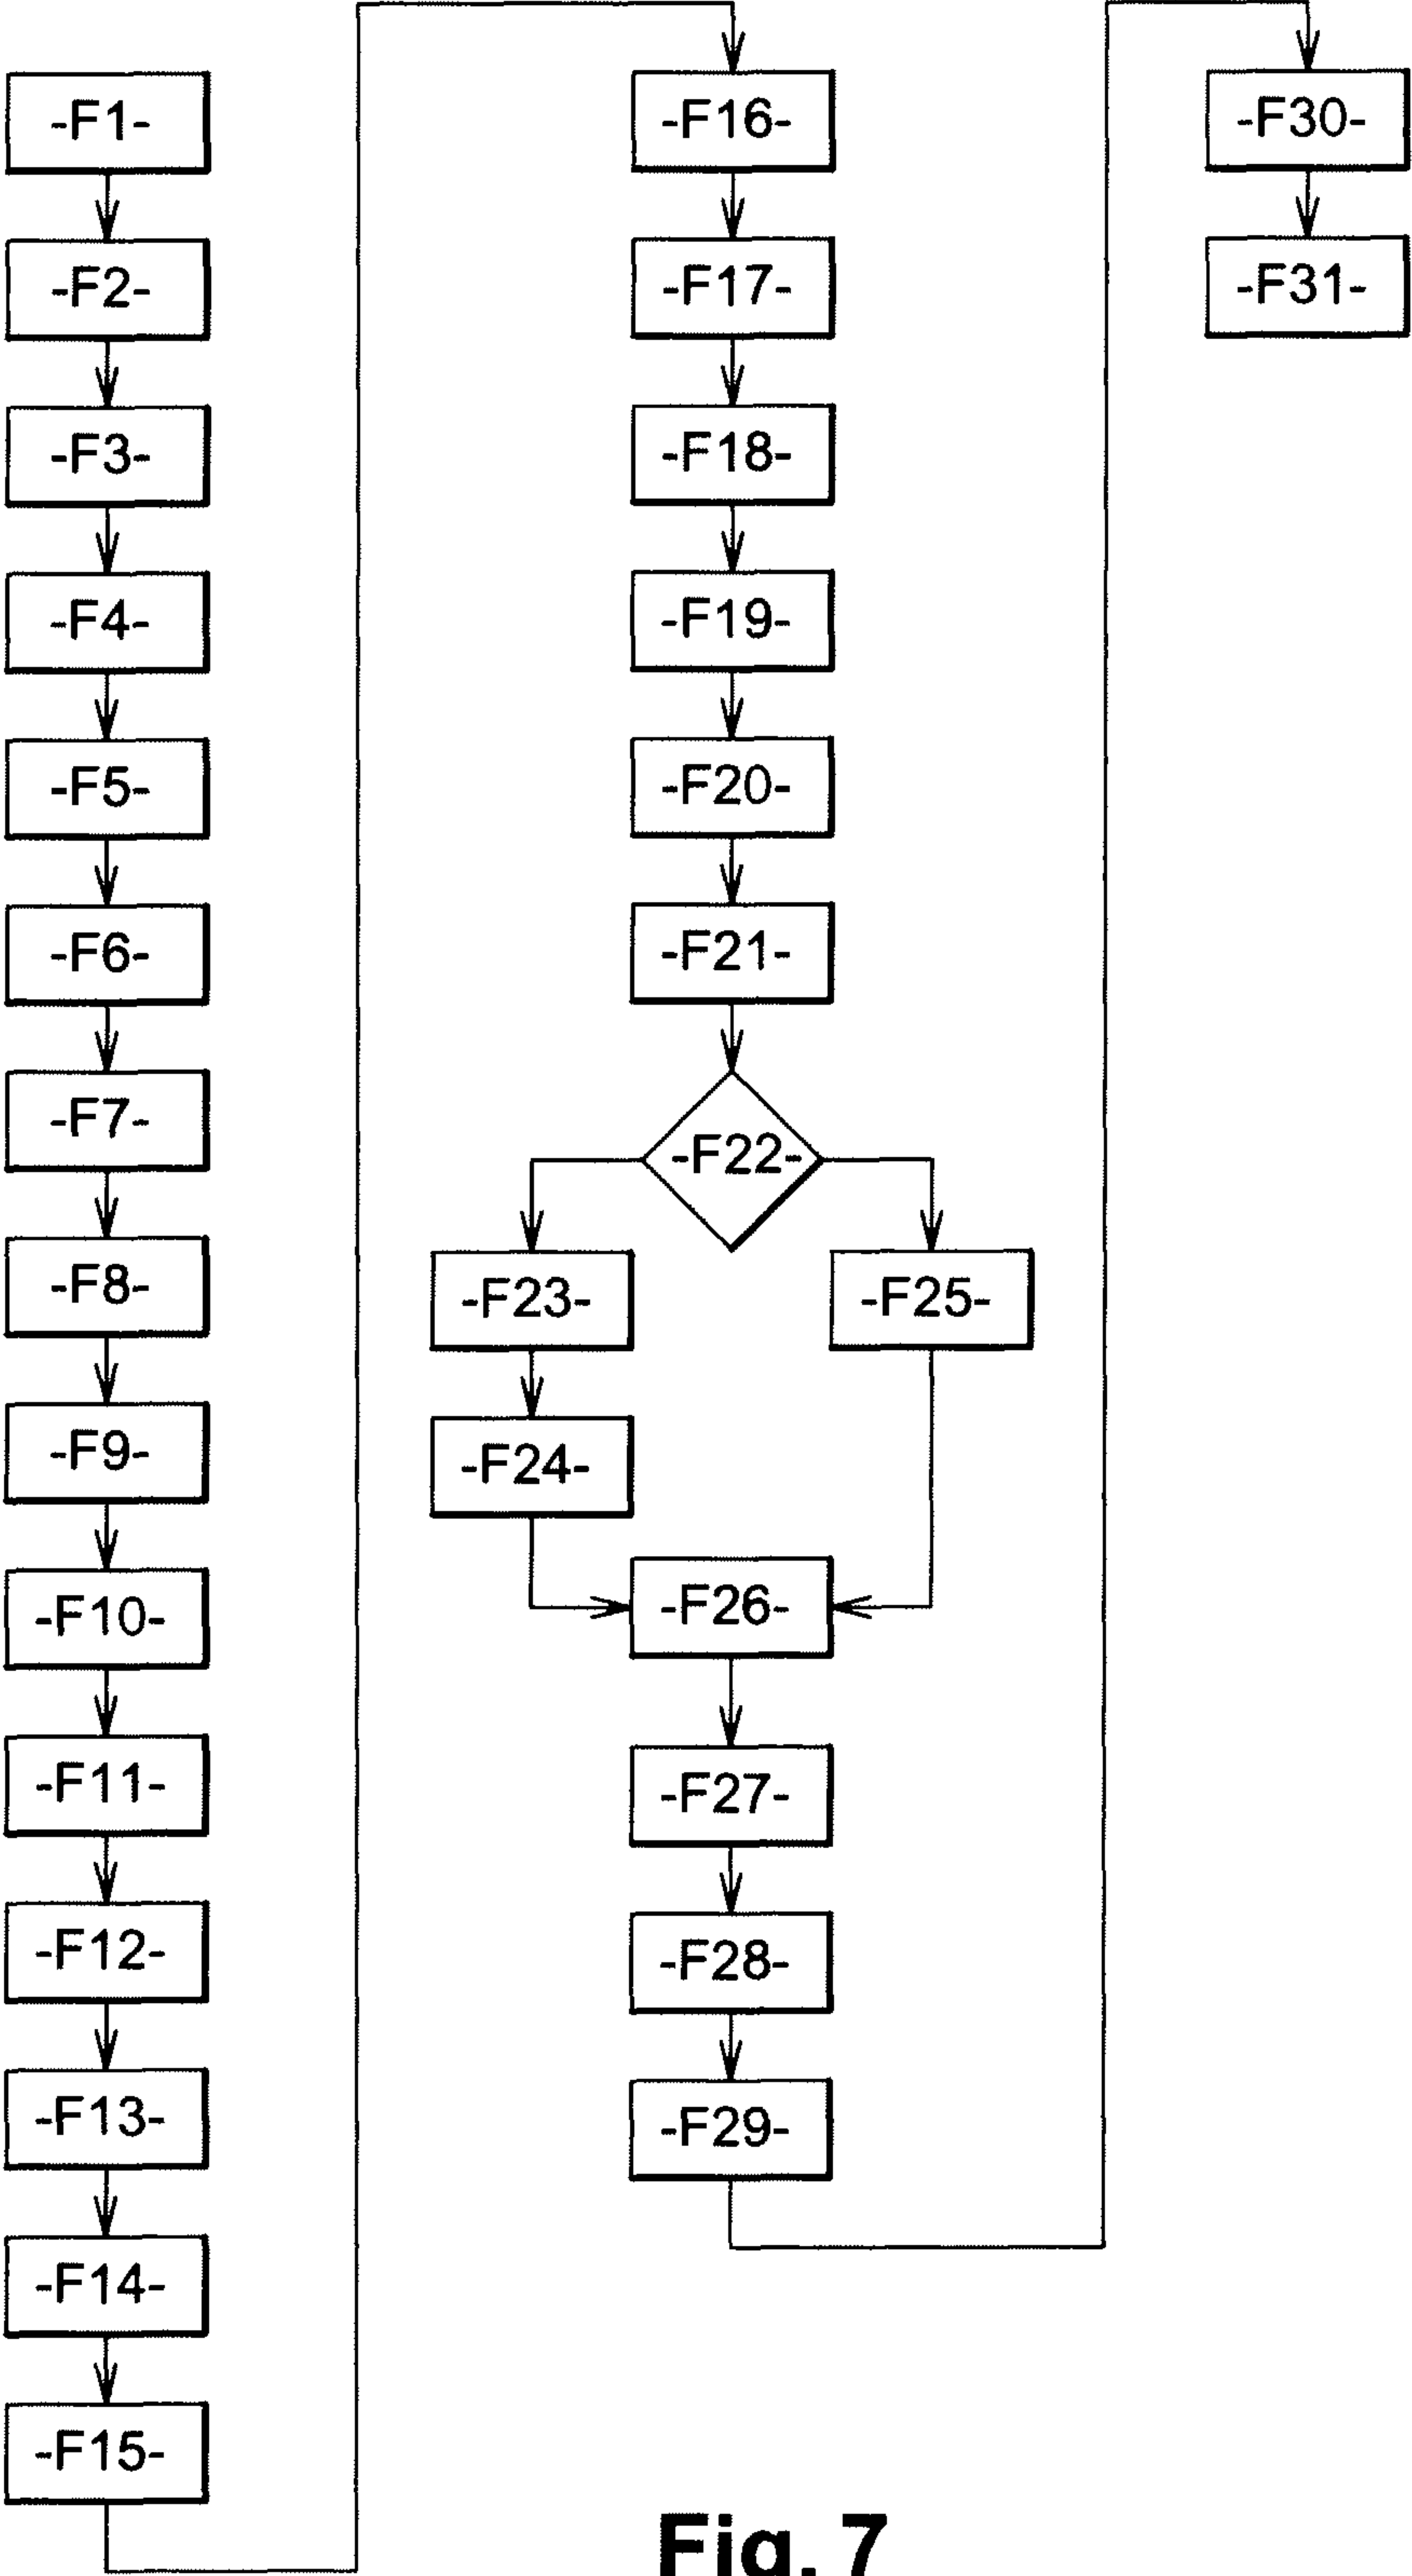 -F1-
-F2-
-F3-
-F4-
-F5-
-F6-
-F7-
-F8-
-F9-
-F10-
-F11-
-F12-
-F13-
-F14-
-F15-
-F16-
-F17-
-F18-
-F19-
-F20-
-F21-
-F22-
-F23-
-F24-
-F25-
-F26-
-F27-
-F28-
-F29-
-F30-
-F31-
Fig. 7